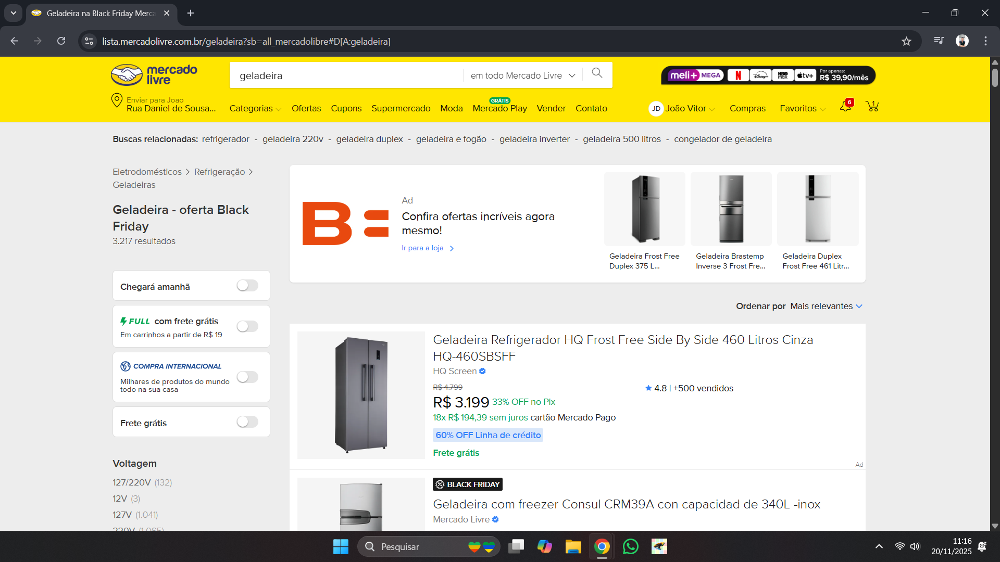 Geladeira na Black Friday Merca
lista.mercadolivre.com.br/geladeira?sb=all_mercadolibre#D[A:geladeira]
mercado
livre
geladeira
em todo Mercado Livre
meli+ MEGA
N
Disney+
HBO
max
tv+
Por apenas:
R$ 39,90/mês
Enviar para Joao
Rua Daniel de Sousa...
Categorias
Ofertas
Cupons
Supermercado
Moda
GRÁTIS
Mercado Play
Vender
Contato
JD
João Vitor
Compras
Favoritos
6
1
Buscas relacionadas: refrigerador - geladeira 220v - geladeira duplex - geladeira e fogão - geladeira inverter - geladeira 500 litros - congelador de geladeira
Eletrodomésticos > Refrigeração >
Geladeiras
Geladeira - oferta Black
Friday
3.217 resultados
Chegará amanhã
FULL com frete grátis
Em carrinhos a partir de R$ 19
COMPRA INTERNACIONAL
Milhares de produtos do mundo
todo na sua casa
Frete grátis
Voltagem
127/220V (132)
12V (3)
127V (1.041)
220V (1.065)
B=
Ad
Confira ofertas incríveis agora
mesmo!
Ir para a loja
Geladeira Frost Free
Duplex 375 L...
Geladeira Brastemp
Inverse 3 Frost Fre...
Geladeira Duplex
Frost Free 461 Litr...
Ordenar por Mais relevantes
Geladeira Refrigerador HQ Frost Free Side By Side 460 Litros Cinza
HQ-460SBSFF
HQ Screen
R$ 4.799
R$ 3.199 33% OFF no Pix
18x R$ 194,39 sem juros cartão Mercado Pago
60% OFF Linha de crédito
Frete grátis
4.8 | +500 vendidos
Ad
BLACK FRIDAY
Geladeira com freezer Consul CRM39A con capacidad de 340L -inox
Mercado Livre
Pesquisar
11:16
20/11/2025